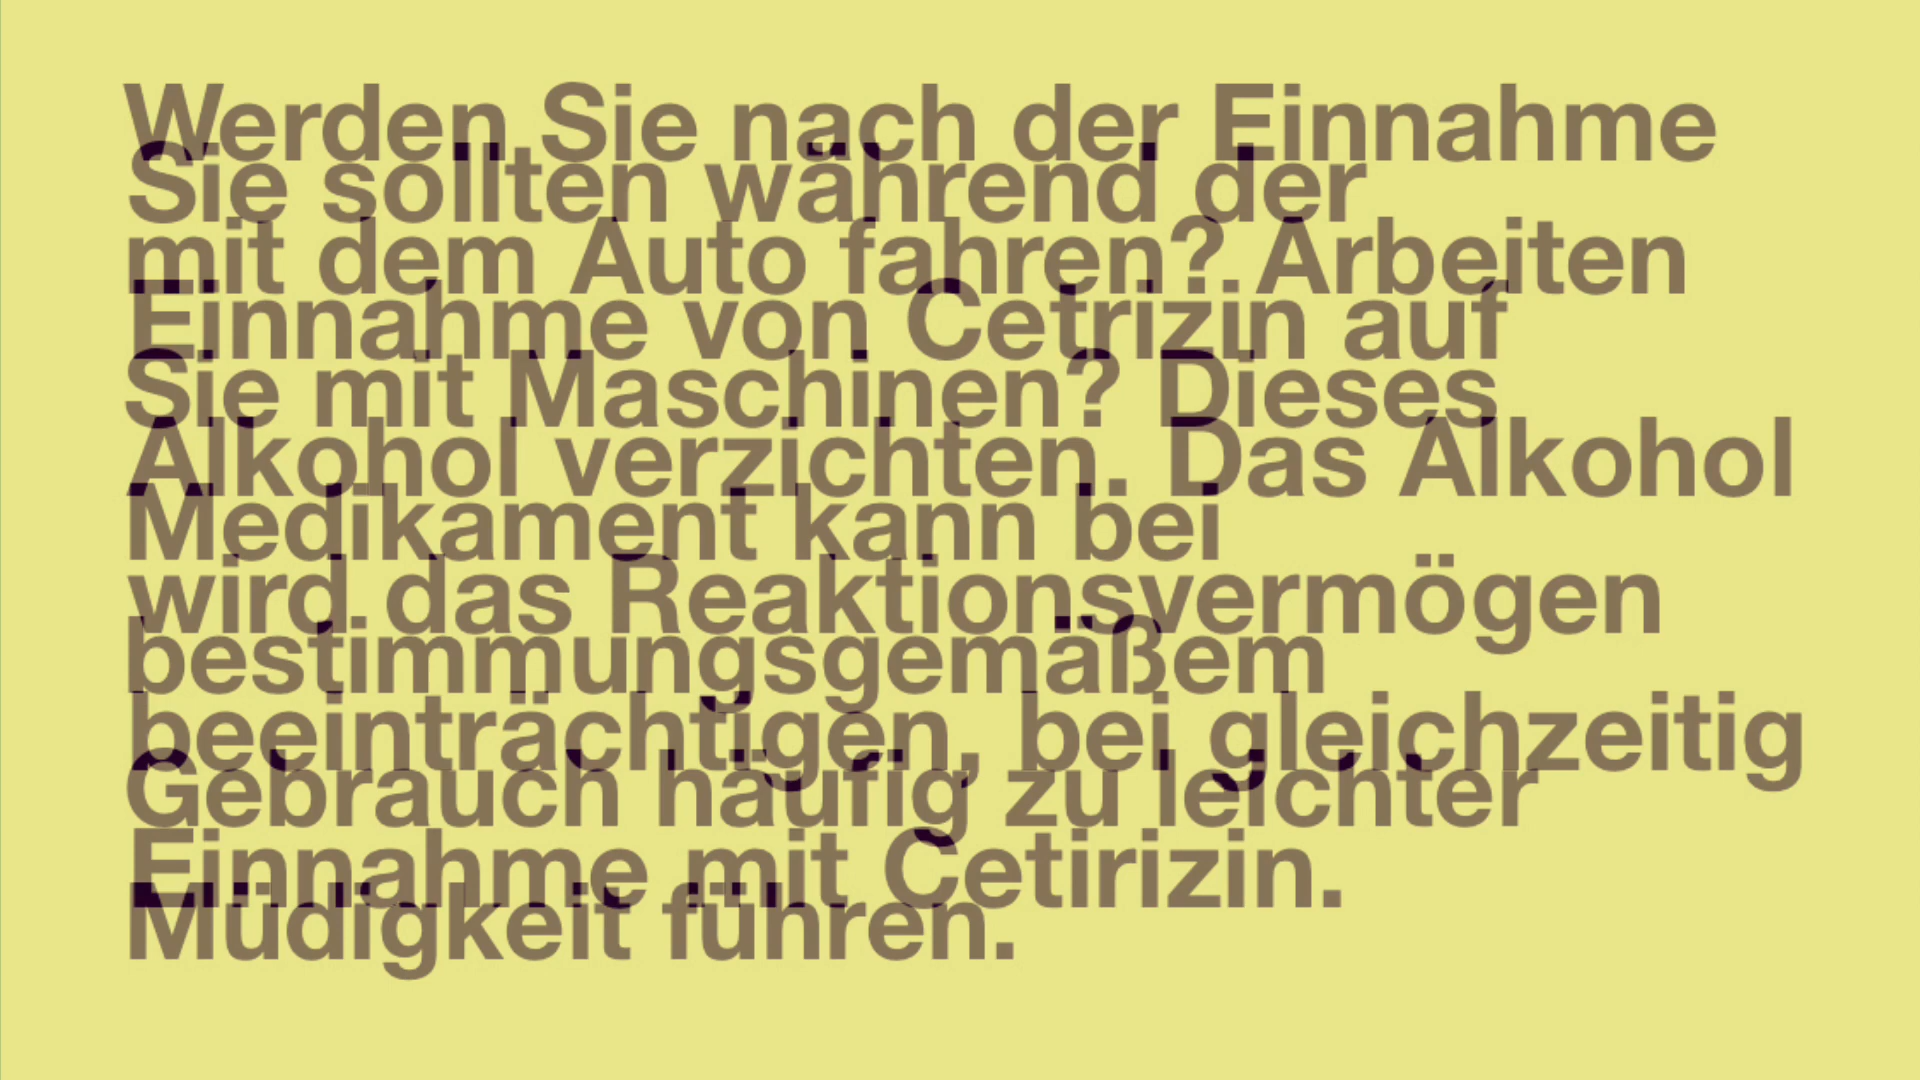 Werden Sie nach der Einnahme
Sie sollten während der
mit dem Auto fahren? Arbeiten
Einnahme von Cetrizin auf
Sie mit Maschinen? Dieses
Alkohol verzichten. Das Alkohol
Medikament kann bei
wird das Reaktionsvermögen
bestimmungsgemäßem
beeinträchtigen, bei gleichzeitig
Gebrauch häufig zu leichter
Einnahme mit Cetirizin.
Müdigkeit führen.